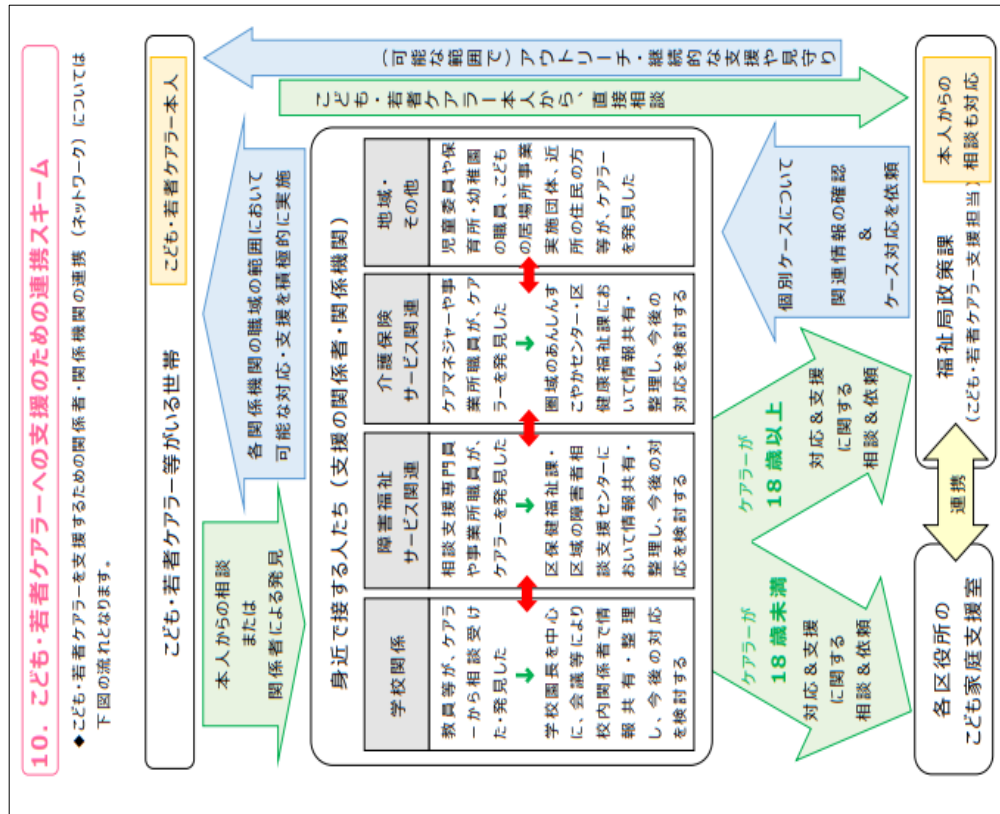 10. こども・若者ケアラーへの支援のための連携スキーム
◆こども・若者ケアラーを支援するための関係者・関係機関の連携（ネットワーク）については
下図の流れとなります。
こども・若者ケアラー等がいる世帯
こども・若者ケアラー本人
本人からの相談
または
関係者による発見
各関係機関の職域の範囲において
可能な対応・支援を積極的に実施
身近で接する人たち（支援の関係者・関係機関）
学校関係
教員等が、ケアラ
ーから相談受け
た・発見した
↓
学校園長を中心
に、会議等により
校内関係者で情
報共有・整理
し、今後の対応
を検討する
障害福祉
サービス関連
相談支援専門員
や事業所職員が、
ケアラーを発見した
↓
区保健福祉課・
区域の障害者相
談支援センターに
おいて情報共有・
整理し、今後の対
応を検討する
介護保険
サービス関連
ケアマネジャーや事
業所職員が、ケア
ラーを発見した
↓
圏域のあんしんす
こやかセンター・区
健康福祉課にお
いて情報共有・
整理し、今後の
対応を検討する
地域・
その他
児童委員や保
育所・幼稚園
の職員、こども
の居場所事業
実施団体、近
所の住民の方
等が、ケアラー
を発見した
こども・若者ケアラー本人から、直接
相談
（可能な範囲で）アウトリーチ・継続的な支援や見守り
ケアラーが
18歳未満
対応＆支援
に関する
相談＆依頼
ケアラーが
18歳以上
対応＆支援
に関する
相談＆依頼
個別ケースについて
関連情報の確認
＆
ケース対応を依頼
各区役所の
こども家庭支援室
連携
福祉局政策課
（こども・若者ケアラー支援担当）
本人からの
相談も対応